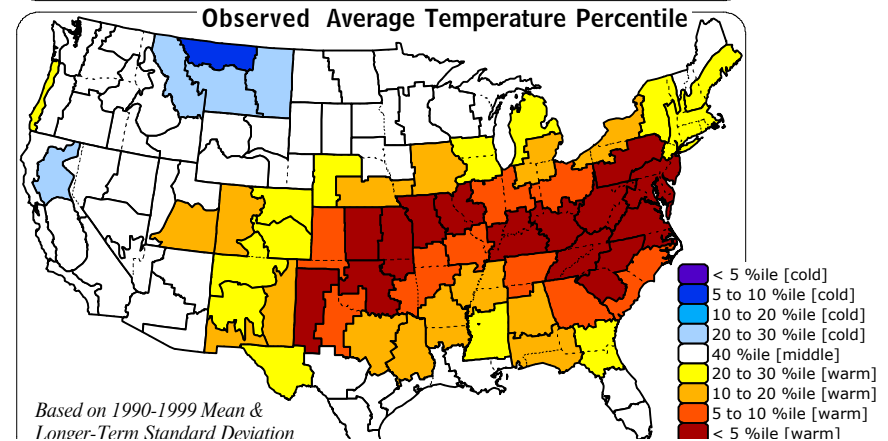 Observed Average Temperature Percentile
< 5 %ile [cold]
5 to 10 %ile [cold]
10 to 20 %ile [cold]
20 to 30 %ile [cold]
40 %ile [middle]
20 to 30 %ile [warm]
10 to 20 %ile [warm]
5 to 10 %ile [warm]
< 5 %ile [warm]
Based on 1990-1999 Mean &
Longer-Term Standard Deviation